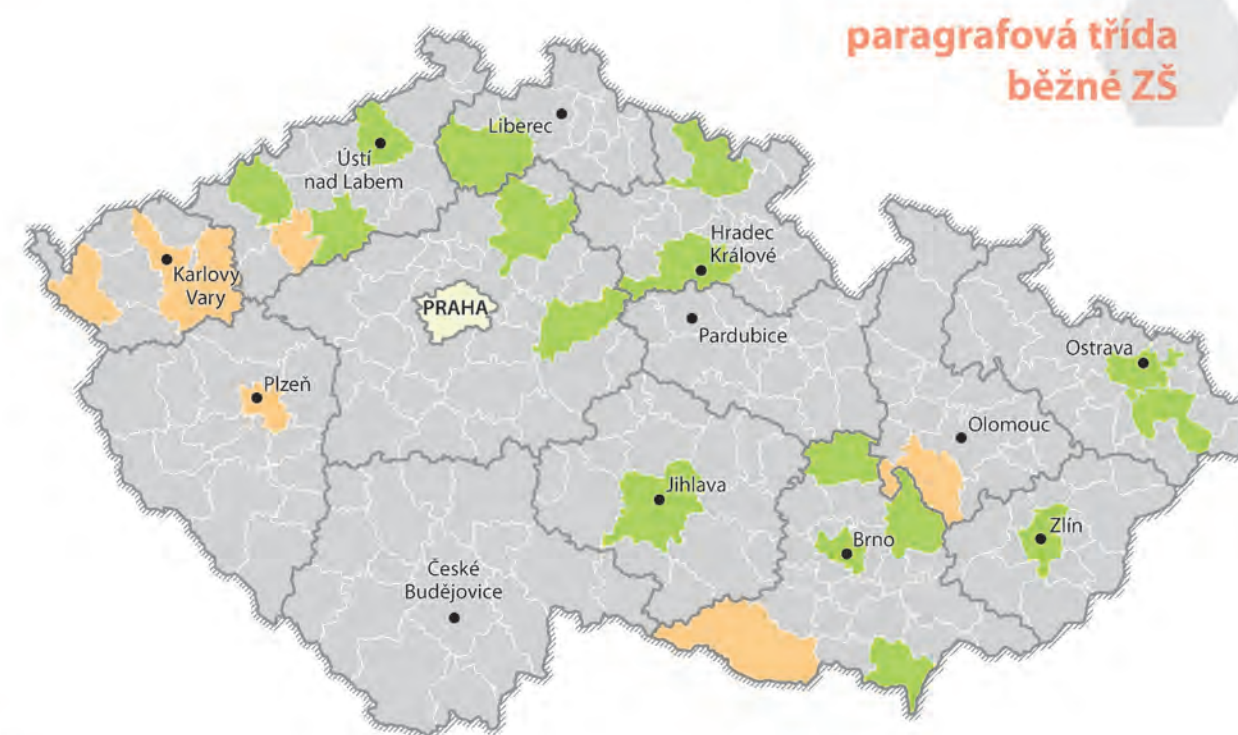 paragrafová třída
běžné ZŠ
Liberec
Ústí
nad Labem
Hradec
Králové
Karlovy
Vary
PRAHA
Pardubice
Ostrava
Plzeň
Olomouc
Jihlava
Brno
Zlín
České
Budějovice